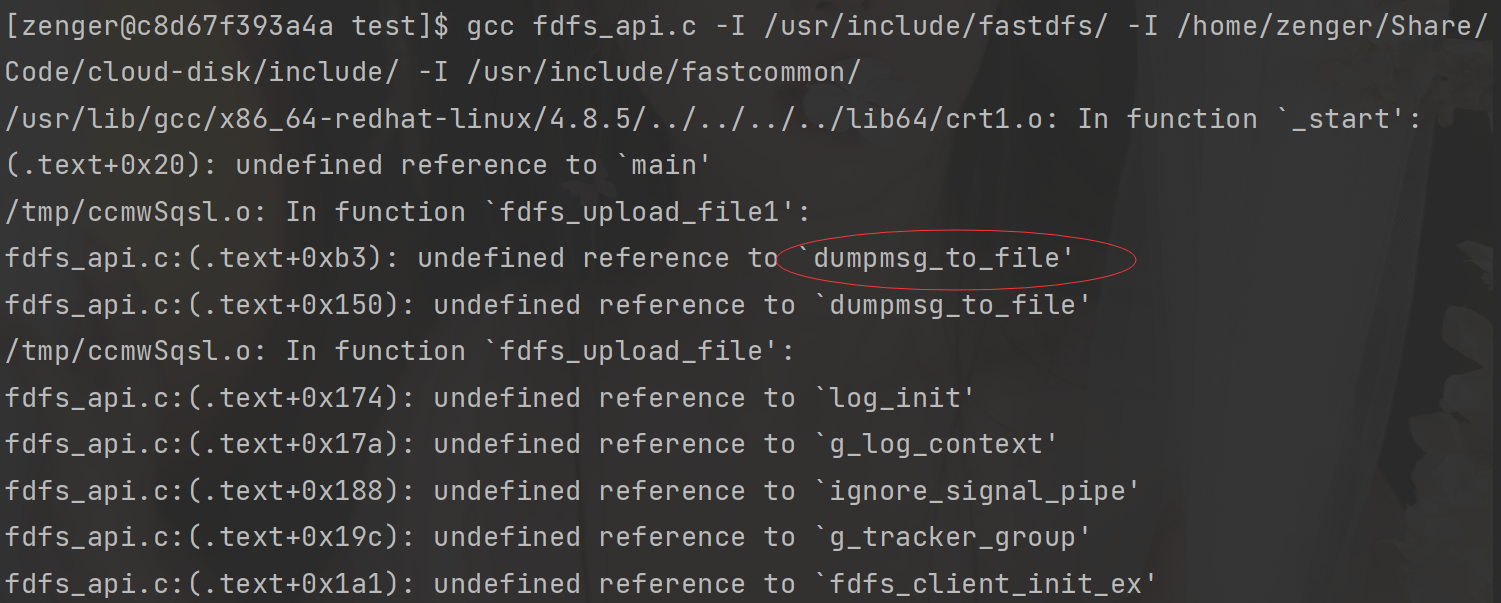 [zenger@c8d67f393a4a test]$ gcc fdfs_api.c -I /usr/include/fastdfs/ -I /home/zenger/Share/
Code/cloud-disk/include/ -I /usr/include/fastcommon/
/usr/lib/gcc/x86_64-redhat-linux/4.8.5/../../../../lib64/crt1.o: In function `_start':
(.text+0x20): undefined reference to `main'
/tmp/ccmwSqsl.o: In function `fdfs_upload_file1':
fdfs_api.c:(.text+0xb3): undefined reference to `dumpmsg_to_file'
fdfs_api.c:(.text+0x150): undefined reference to `dumpmsg_to_file'
/tmp/ccmwSqsl.o: In function `fdfs_upload_file':
fdfs_api.c:(.text+0x174): undefined reference to `log_init'
fdfs_api.c:(.text+0x17a): undefined reference to `g_log_context'
fdfs_api.c:(.text+0x188): undefined reference to `ignore_signal_pipe'
fdfs_api.c:(.text+0x19c): undefined reference to `g_tracker_group'
fdfs_api.c:(.text+0x1a1): undefined reference to `fdfs_client_init_ex'